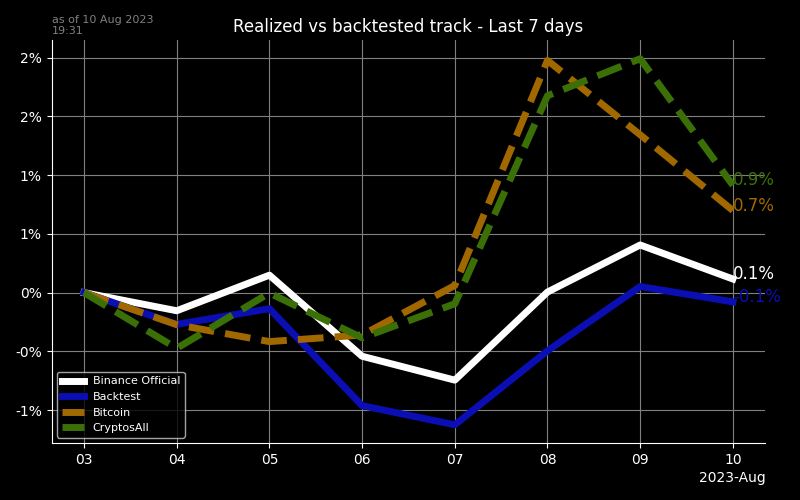 as of 10 Aug 2023
19:31
Realized vs backtested track - Last 7 days
2%
2%
1%
1%
0%
-0%
-1%
0.9%
0.7%
0.1%
-0.1%
Binance Official
Backtest
Bitcoin
CryptosAll
03 04 05 06 07 08 09 10
2023-Aug